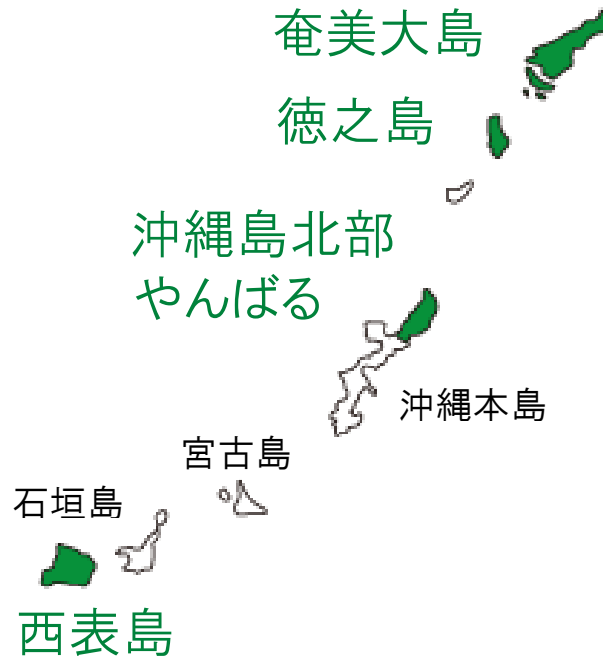 奄美大島
徳之島
沖縄島北部
やんばる
沖縄本島
宮古島
石垣島
西表島